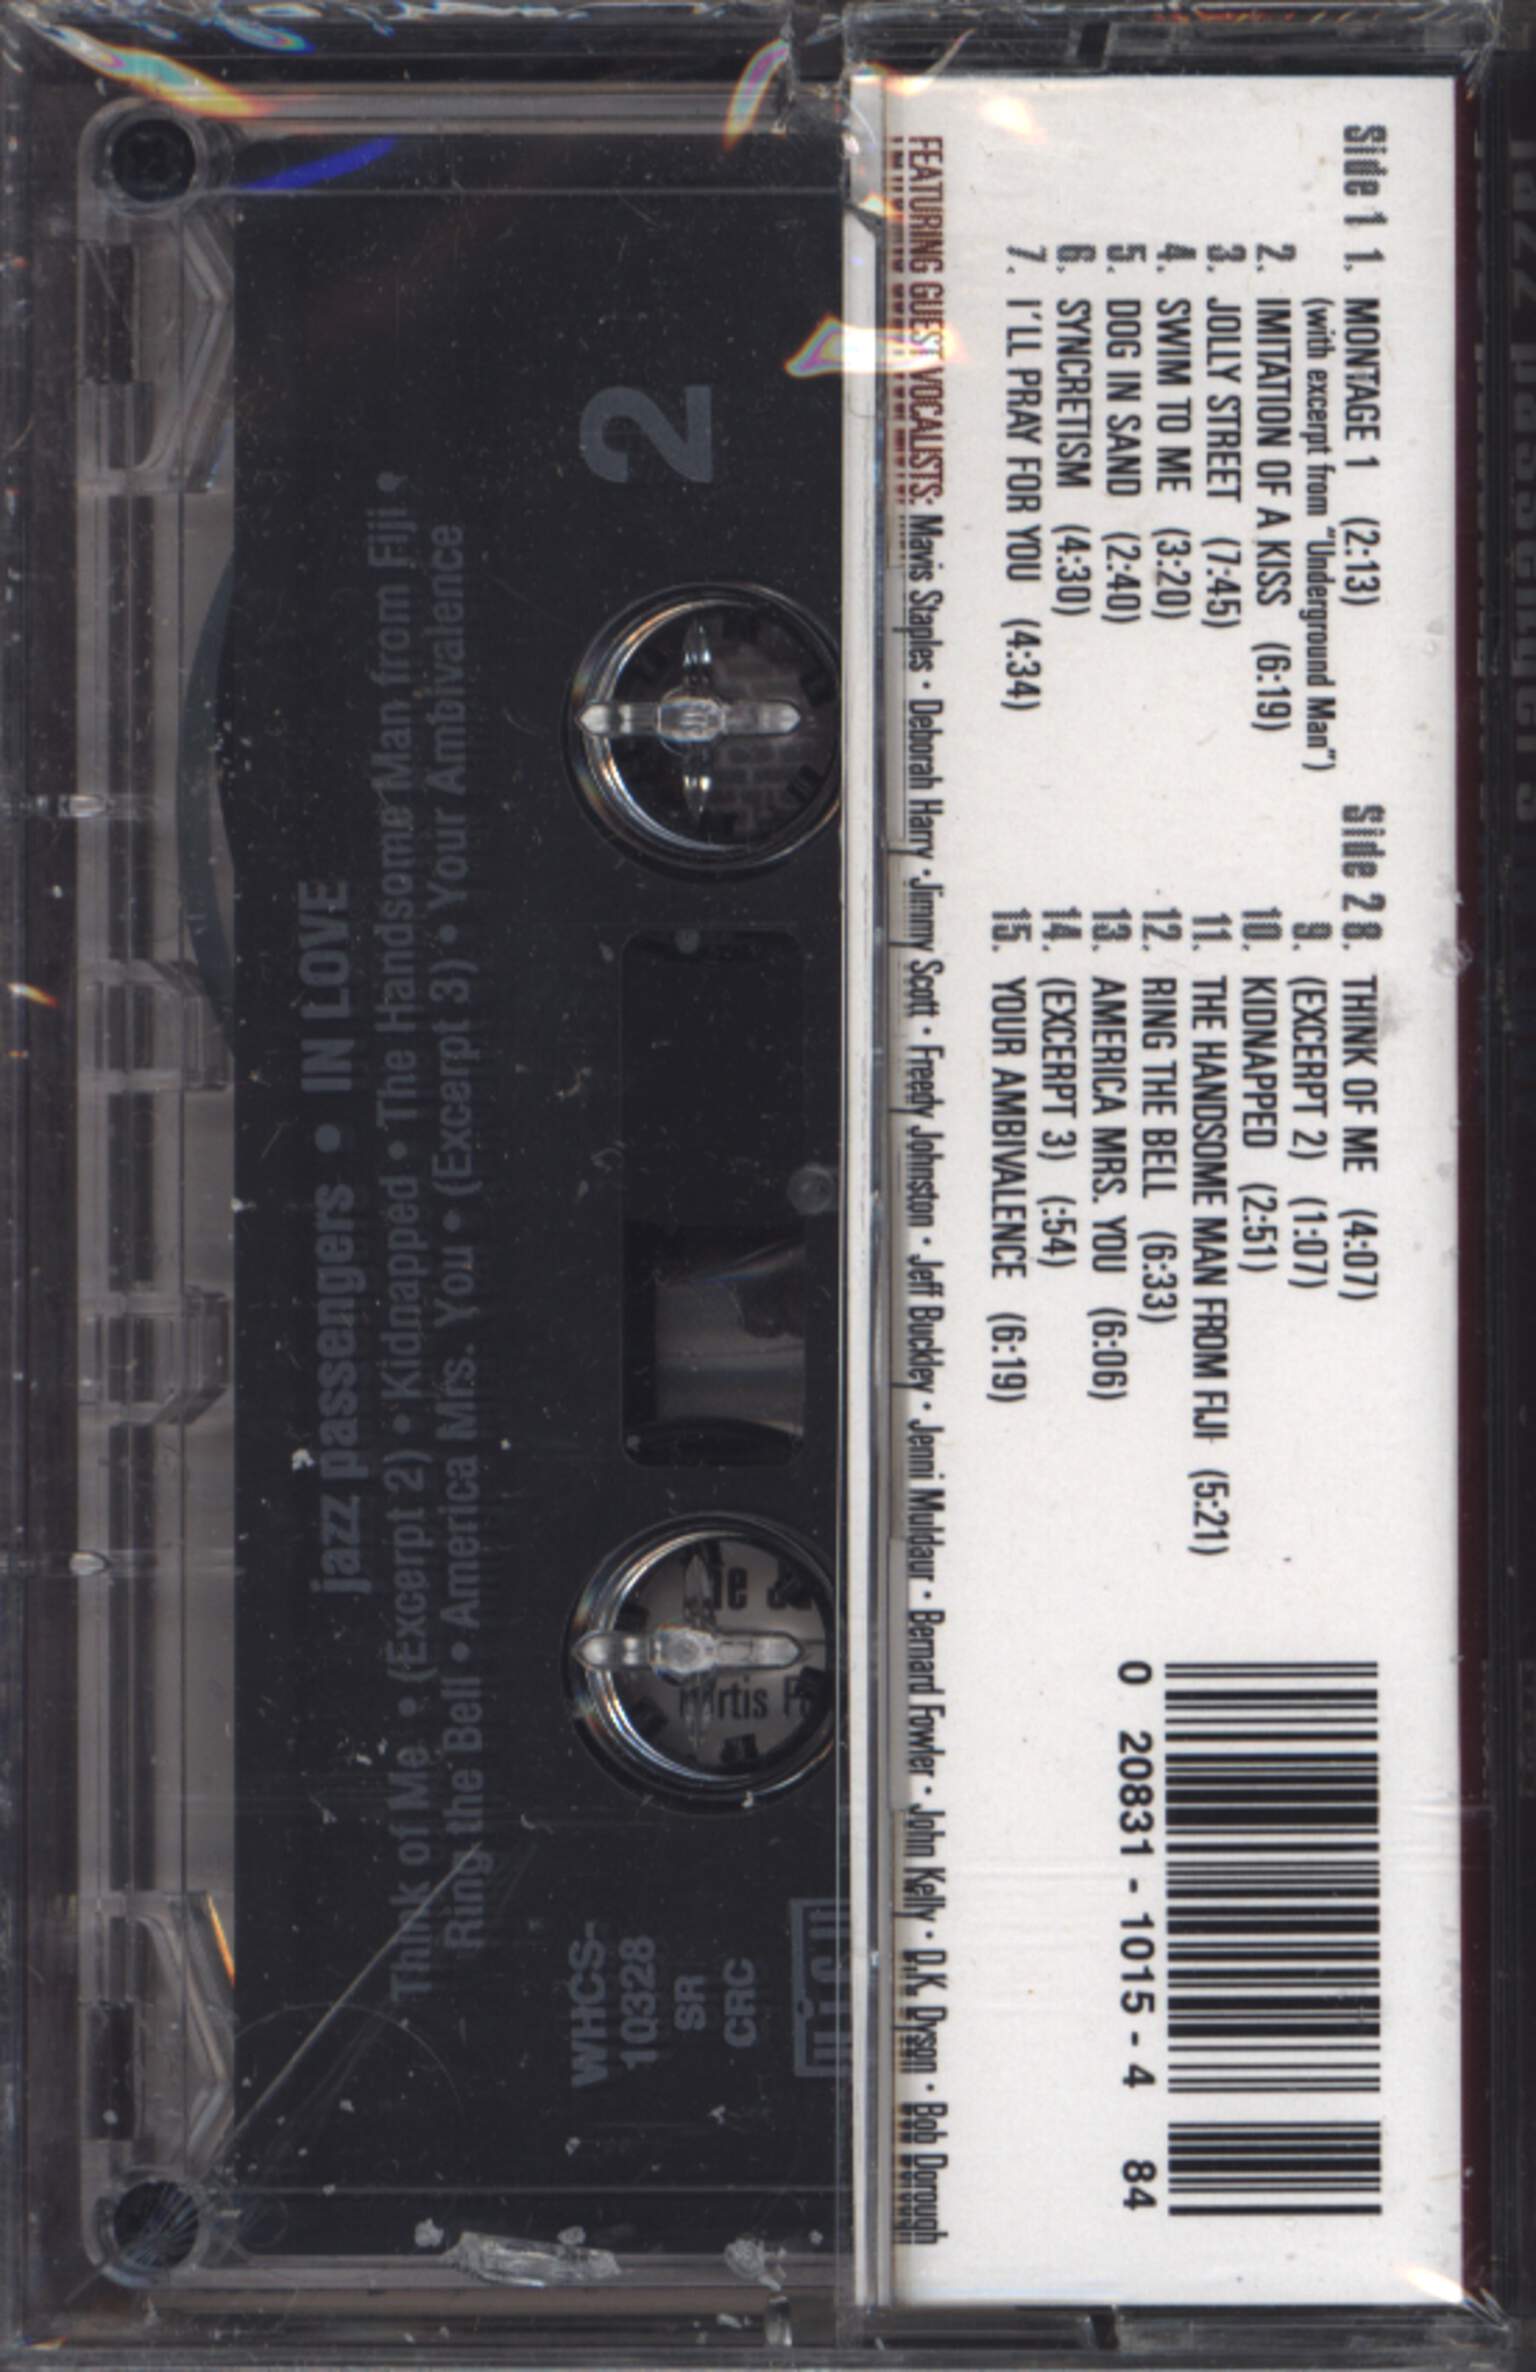 Side 1 1. MONTAGE 1 (2:13)
(with excerpt from "Underground Man")
2. IMITATION OF A KISS (6:19)
3. JOLLY STREET (7:45)
4. SWIM TO ME (3:20)
5. DOG IN SAND (2:40)
6. SYNCRETISM (4:30)
7. I'LL PRAY FOR YOU (4:34)
Side 2 8. THINK OF ME (4:07)
9. (EXCERPT 2) (1:07)
10. KIDNAPPED (2:51)
11. THE HANDSOME MAN FROM FIJI (5:21)
12. RING THE BELL (6:33)
13. AMERICA MRS. YOU (6:06)
14. (EXCERPT 3) (:54)
15. YOUR AMBIVALENCE (6:19)
FEATURING GUEST VOCALISTS: Mavis Staples · Deborah Harry · Jimmy Scott · Freedy Johnston · Jeff Buckley · Jenni Muldaur · Bernard Fowler · John Kelly · D.K. Dyson · Bob Dorough
0 20831-1015-4 84
2
jazz passengers • IN LOVE
Think of Me • (Excerpt 2) • Kidnapped • The Handsome Man from Fiji •
Ring the Bell • America Mrs. You • (Excerpt 3) • Your Ambivalence
WHCS-
10328
SR
CRC